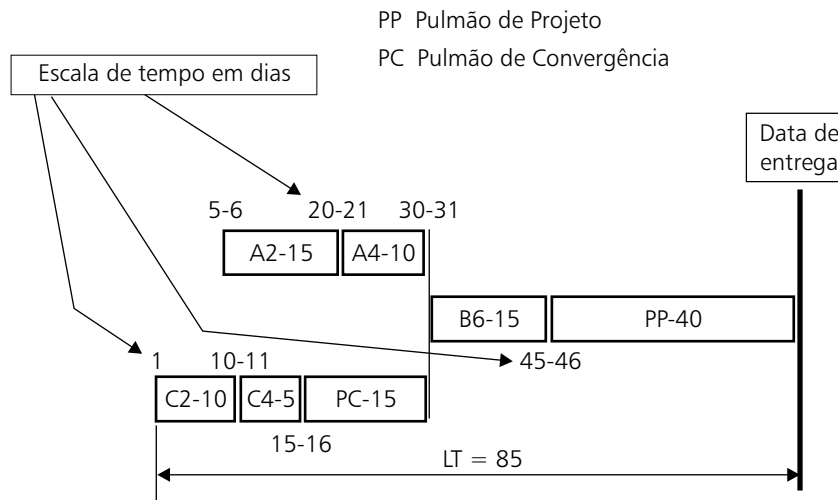 PP Pulmão de Projeto
PC Pulmão de Convergência
Escala de tempo em dias
Data de
entrega
5-6 20-21 30-31
A2-15 A4-10
B6-15 PP-40
1 10-11 45-46
C2-10 C4-5 PC-15
15-16
LT = 85